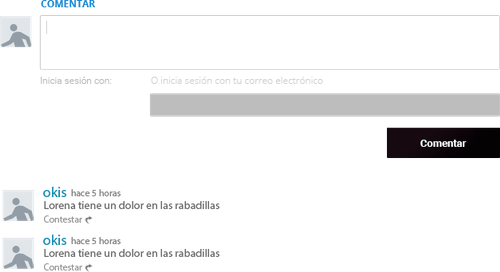 COMENTAR
Inicia sesión con: O inicia sesión con tu correo electrónico
Comentar
okis hace 5 horas
Lorena tiene un dolor en las rabadillas
Contestar
okis hace 5 horas
Lorena tiene un dolor en las rabadillas
Contestar